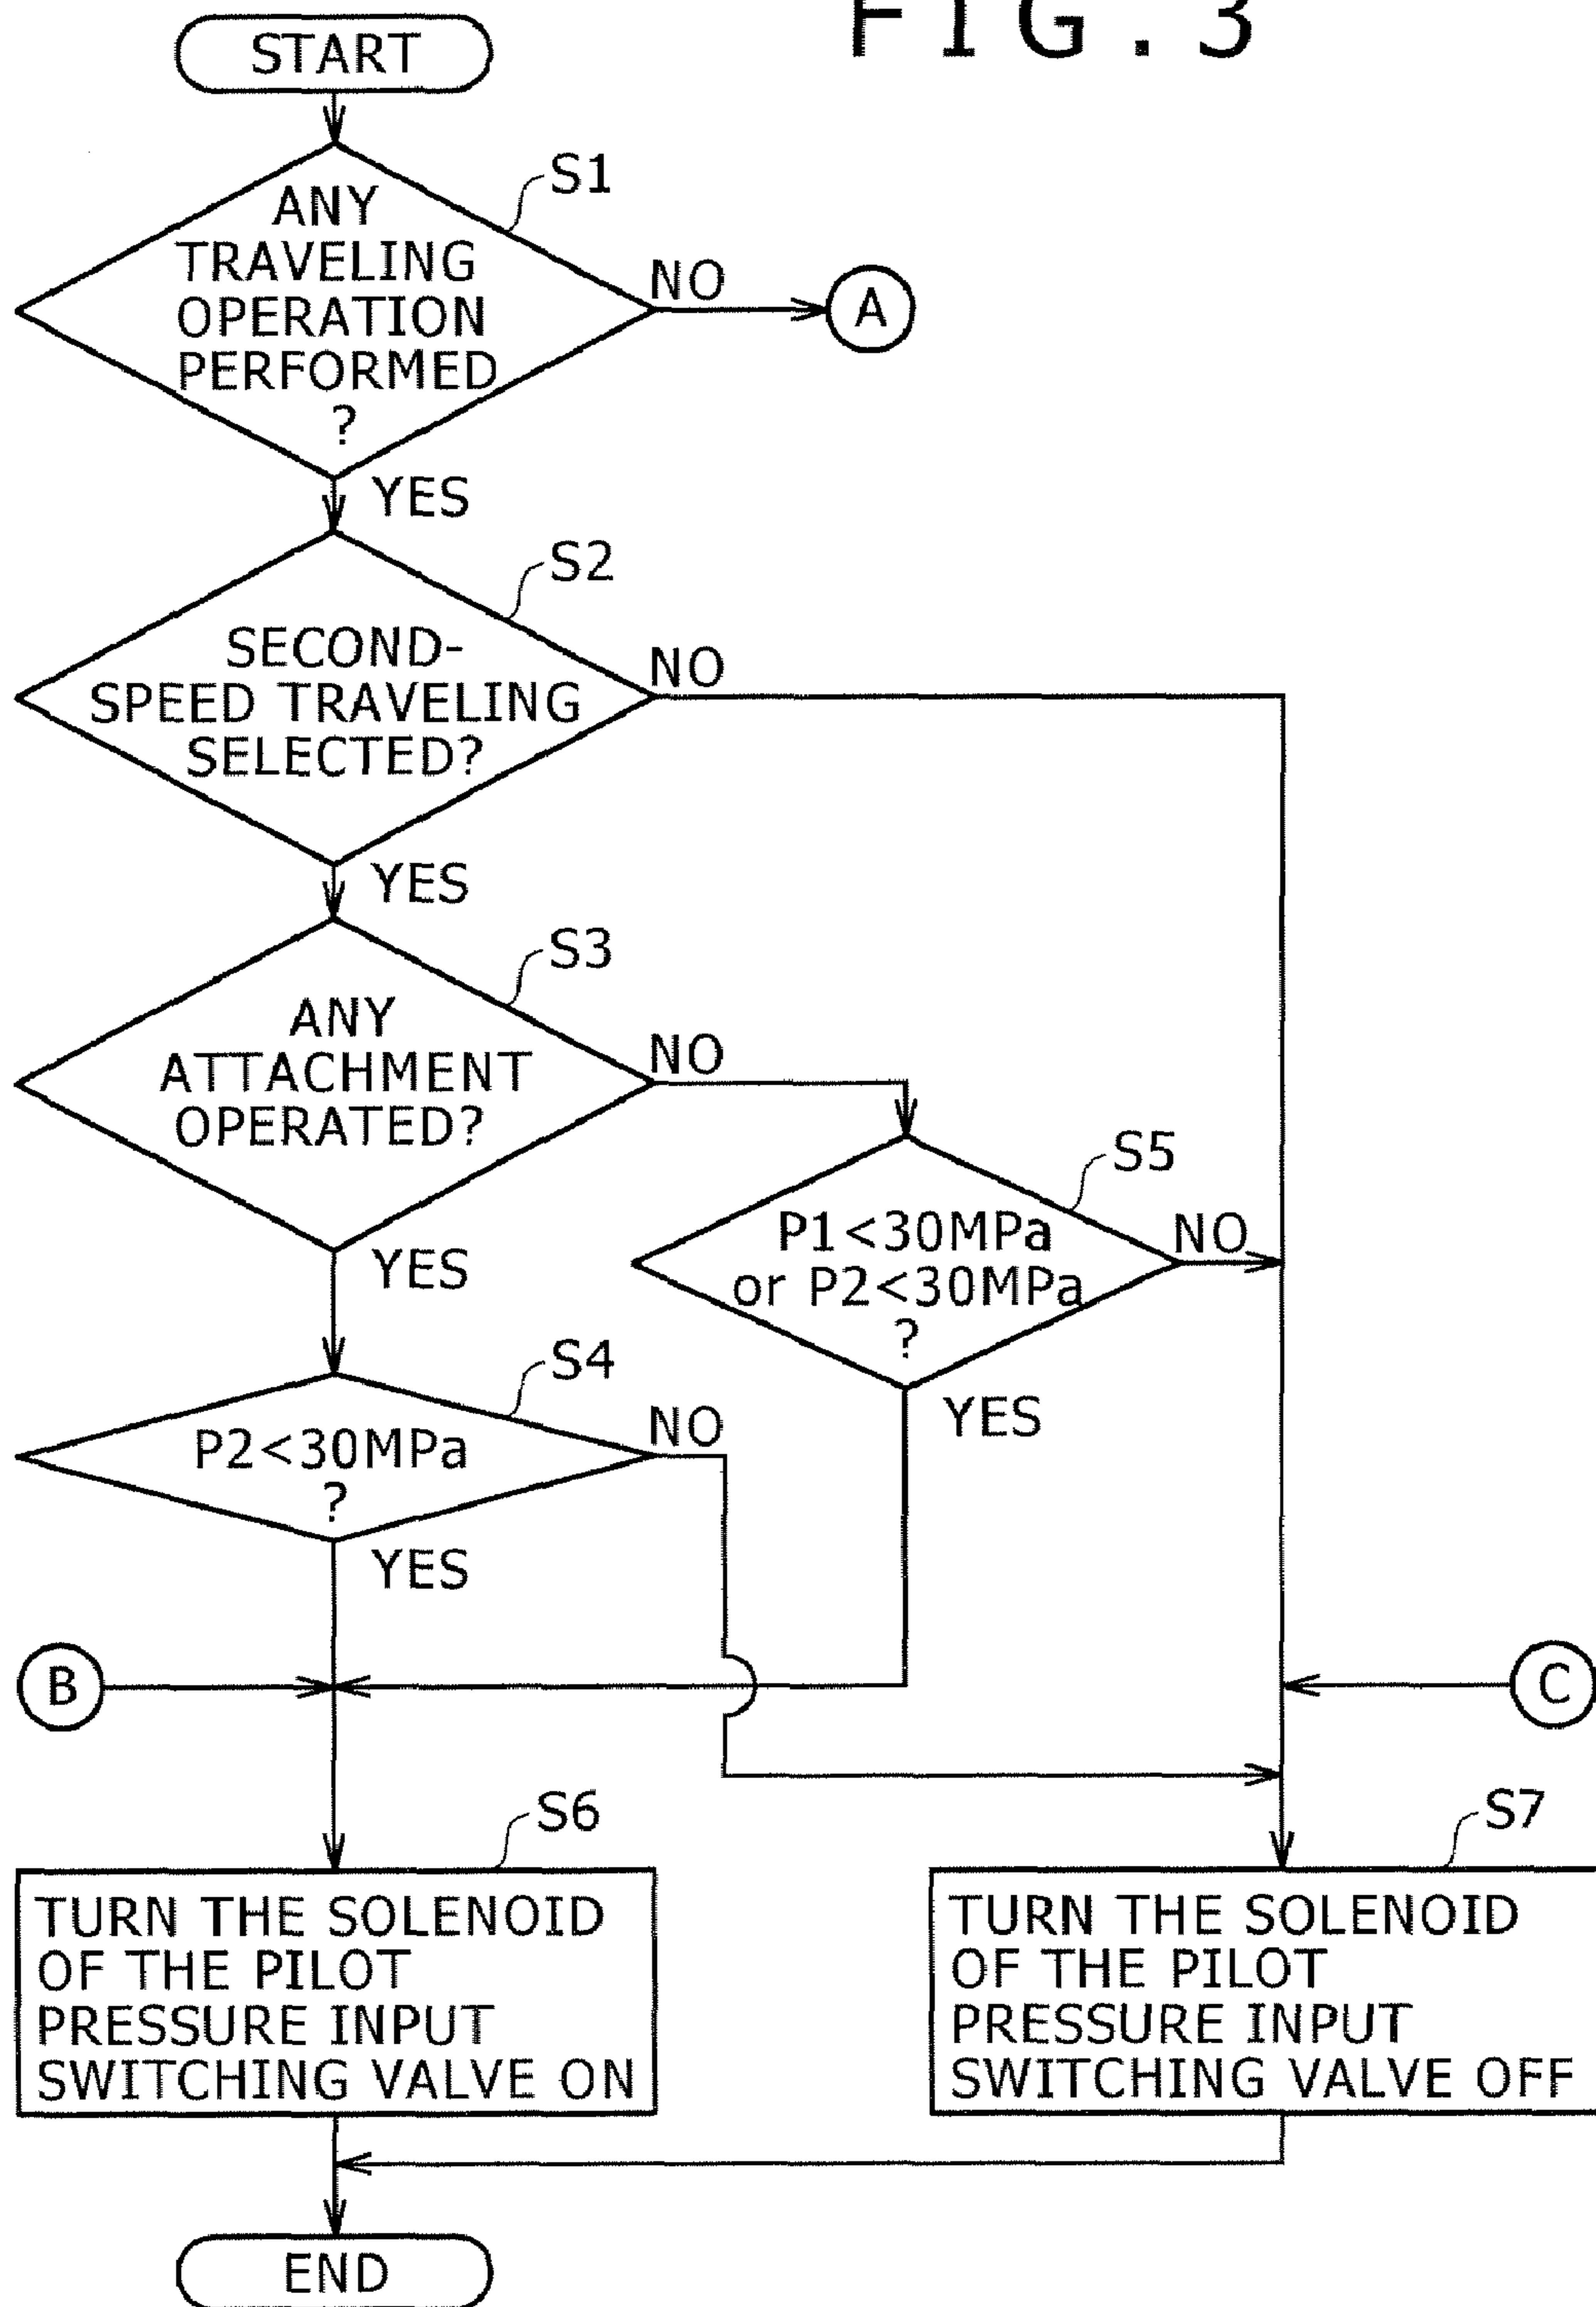 FIG.3
START
S1
ANY
TRAVELING
OPERATION
PERFORMED
?
NO
A
YES
S2
SECOND-
SPEED TRAVELING
SELECTED?
NO
YES
S3
ANY
ATTACHMENT
OPERATED?
NO
YES
S5
P1<30MPa
or P2<30MPa
?
NO
YES
S4
P2<30MPa
?
NO
YES
B
C
S6
TURN THE SOLENOID
OF THE PILOT
PRESSURE INPUT
SWITCHING VALVE ON
S7
TURN THE SOLENOID
OF THE PILOT
PRESSURE INPUT
SWITCHING VALVE OFF
END